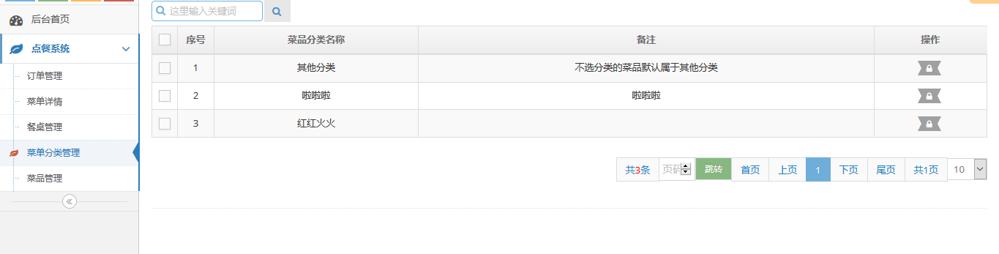 后台首页
点餐系统
订单管理
菜单详情
餐桌管理
菜单分类管理
菜品管理
这里输入关键词
序号 菜品分类名称 备注 操作
1 其他分类 不选分类的菜品默认属于其他分类
2 啦啦啦 啦啦啦
3 红红火火
共3条 页码 跳转 首页 上页 1 下页 尾页 共1页 10